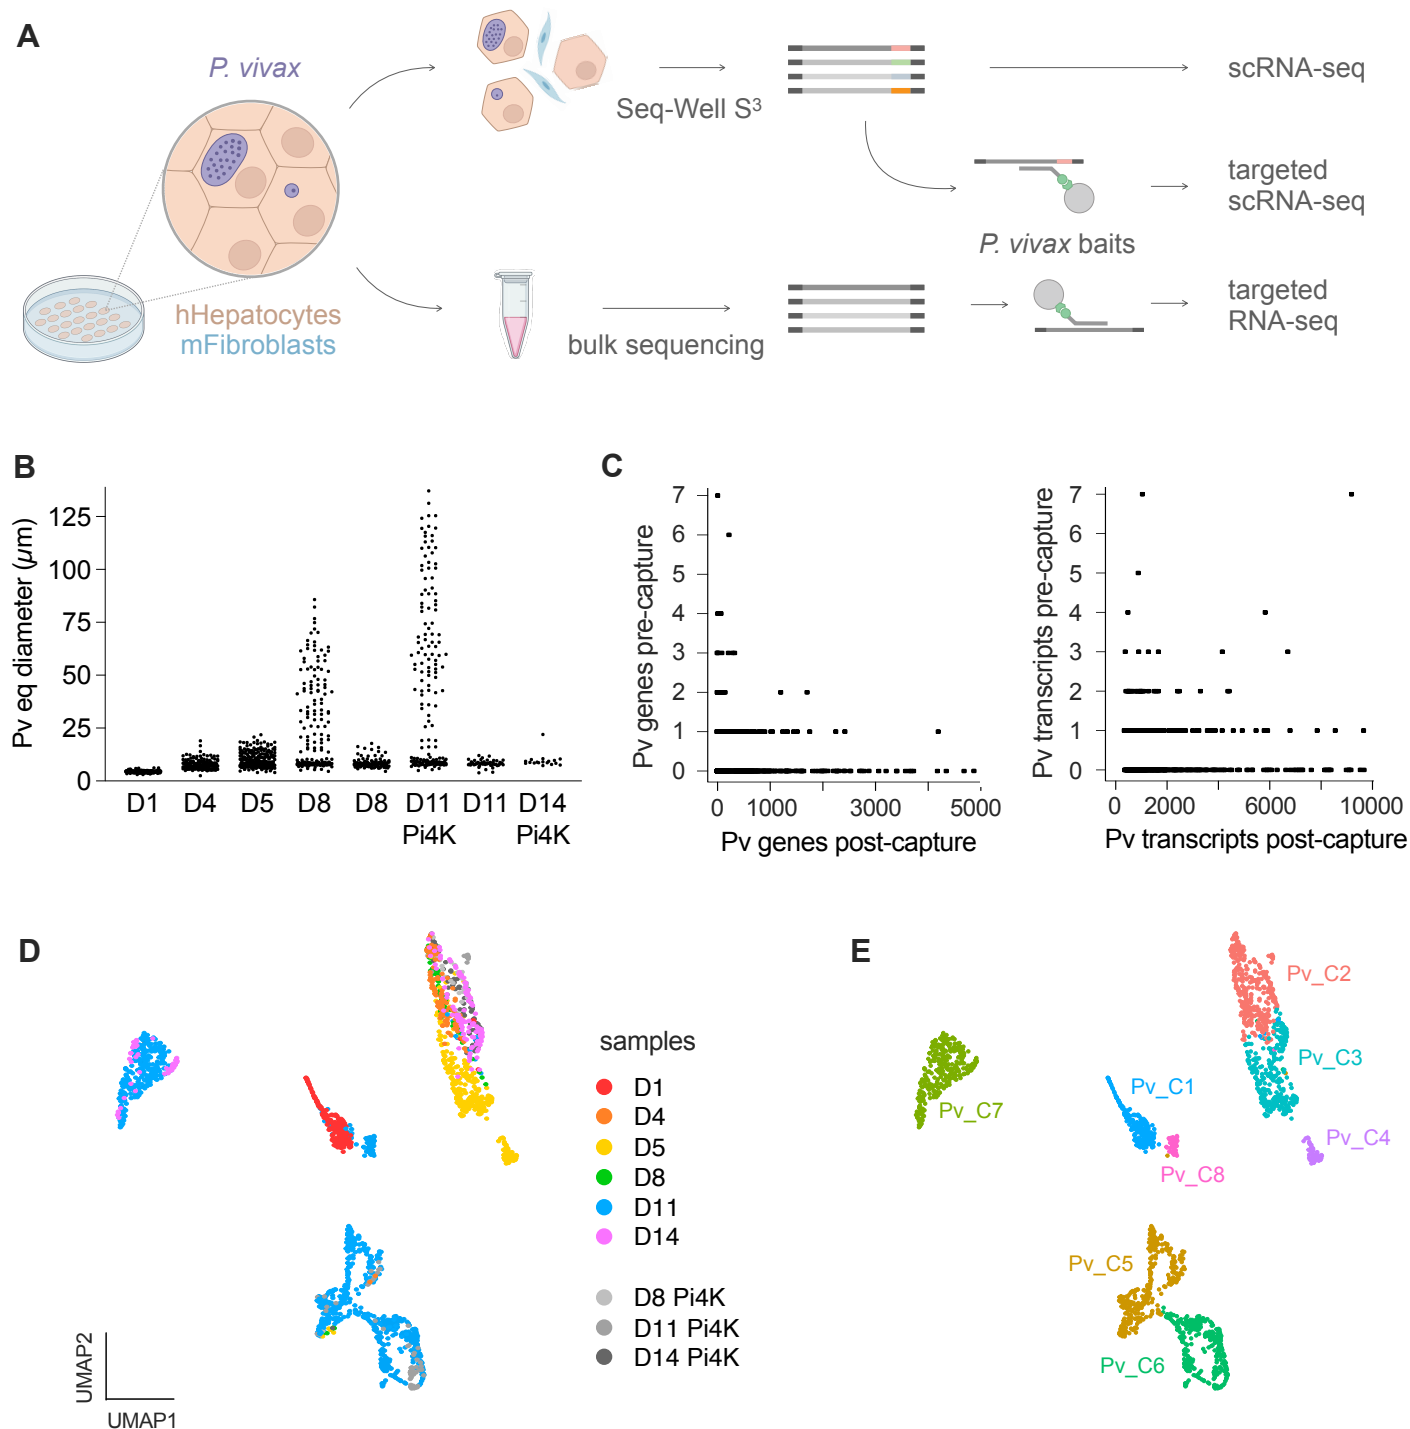 A
P. vivax
hHepatocytes
mFibroblasts
Seq-Well S³
scRNA-seq
targeted
scRNA-seq
P. vivax baits
bulk sequencing
targeted
RNA-seq
B
Pv eq diameter (µm)
125
100
75
50
25
0
D1 D4 D5 D8 D8 D11 D11 D14
Pi4K Pi4K
C
Pv genes pre-capture
7
6
5
4
3
2
1
0
0 1000 3000 5000
Pv genes post-capture
Pv transcripts pre-capture
7
6
5
4
3
2
1
0
0 2000 6000 10000
Pv transcripts post-capture
D
samples
D1
D4
D5
D8
D11
D14
D8 Pi4K
D11 Pi4K
D14 Pi4K
UMAP2
UMAP1
E
Pv_C2
Pv_C3
Pv_C1
Pv_C7
Pv_C4
Pv_C8
Pv_C5
Pv_C6